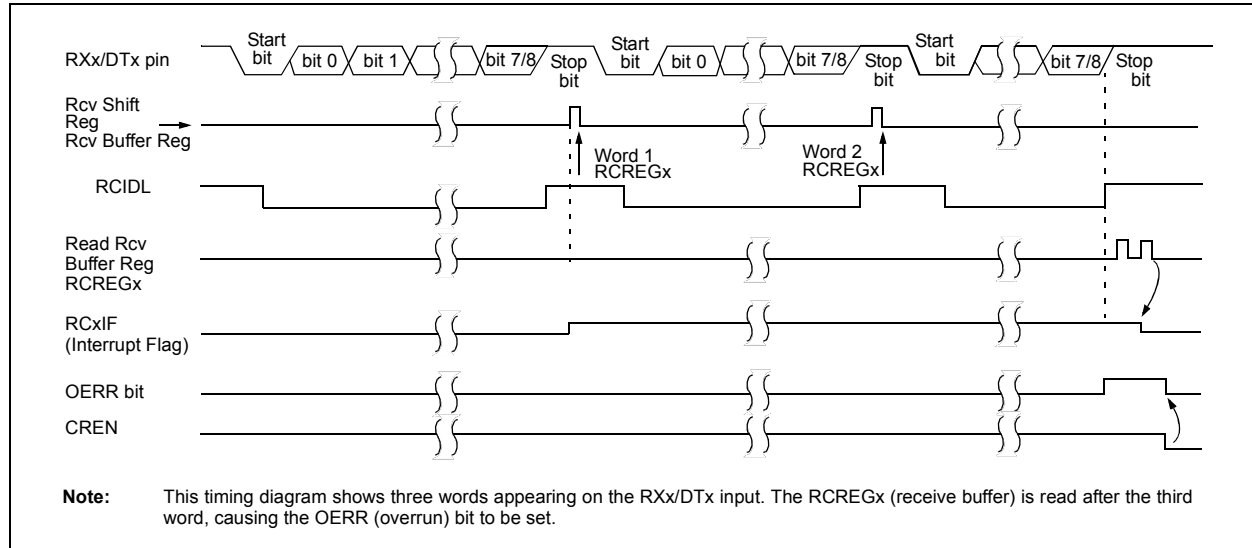 RXx/DTx pin
Start
bit
bit 0
bit 1
bit 7/8
Stop
bit
Start
bit
bit 0
bit 7/8
Stop
bit
Start
bit
bit 7/8
Stop
bit
Rcv Shift
Reg
Rcv Buffer Reg
Word 1
RCREGx
Word 2
RCREGx
RCIDL
Read Rcv
Buffer Reg
RCREGx
RCxIF
(Interrupt Flag)
OERR bit
CREN
Note: This timing diagram shows three words appearing on the RXx/DTx input. The RCREGx (receive buffer) is read after the third
word, causing the OERR (overrun) bit to be set.